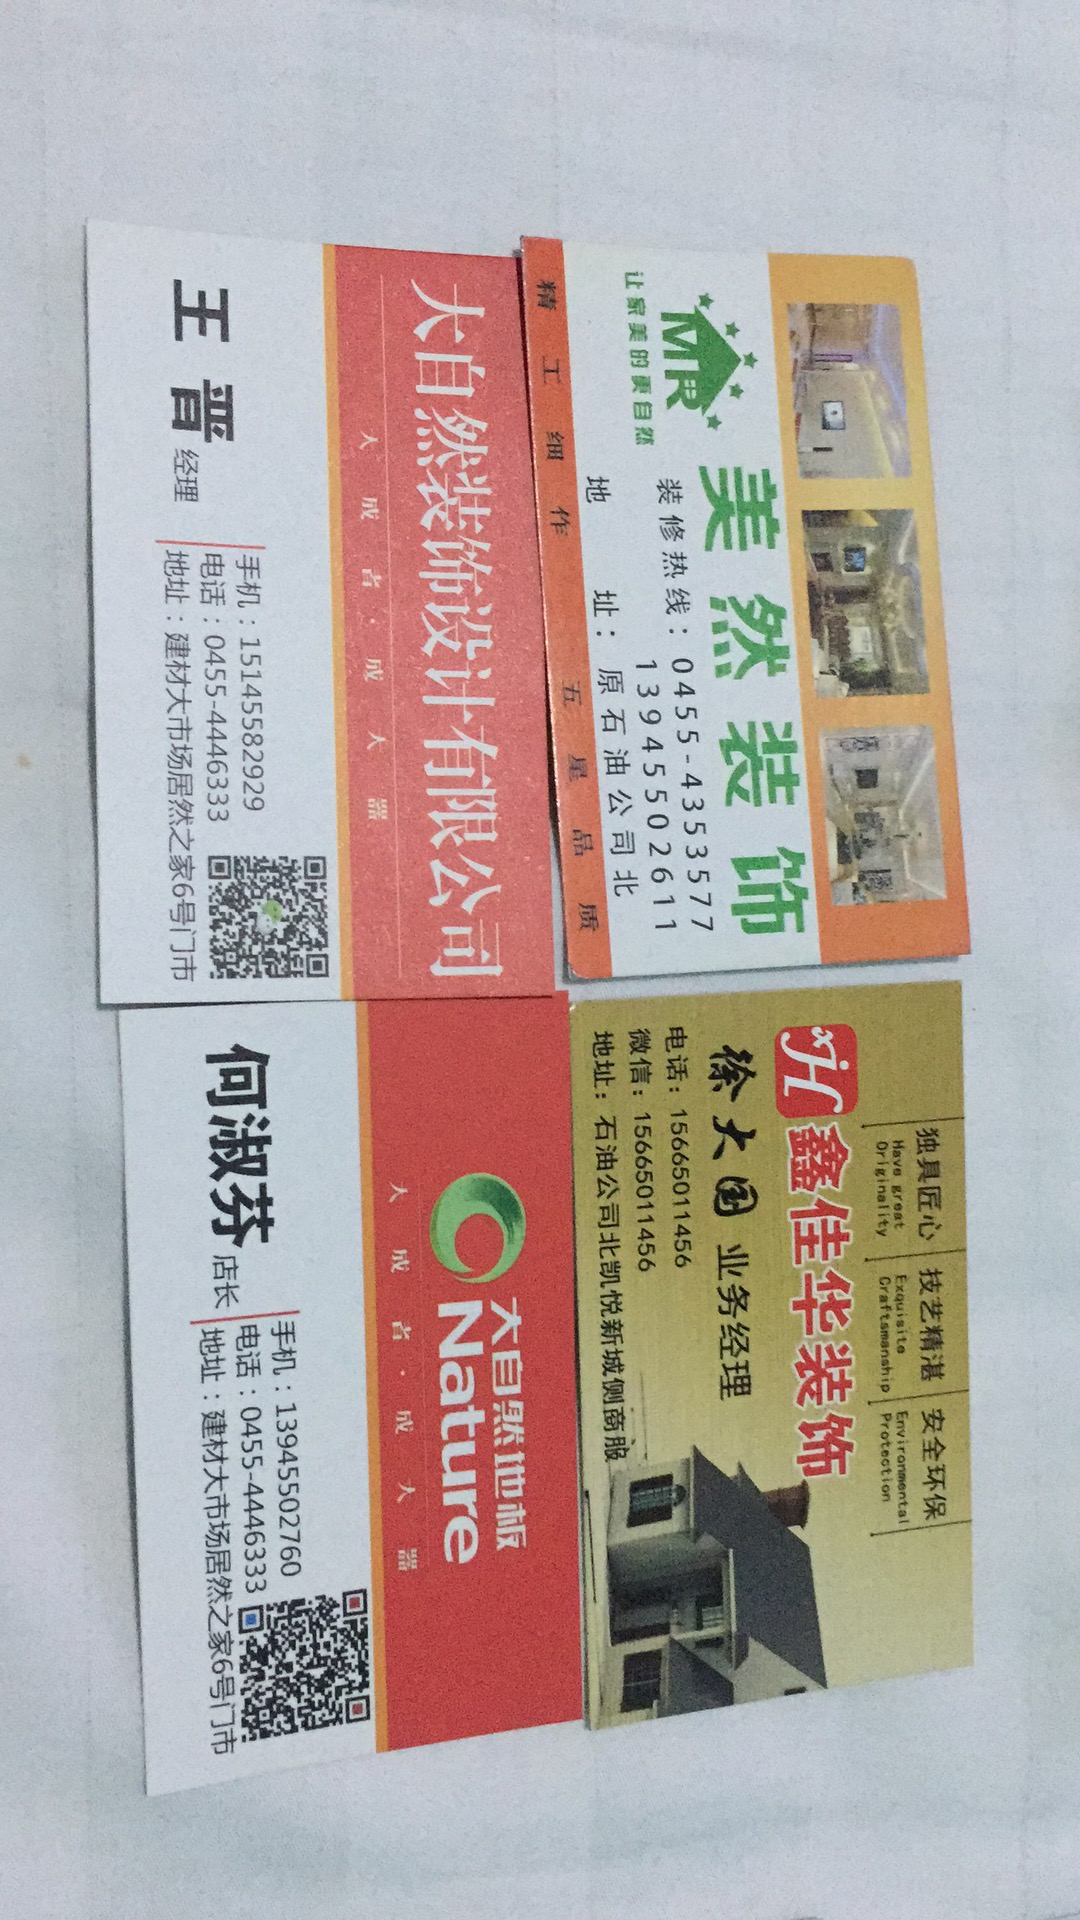 MR
让家美的更自然
美然装饰
装修热线：0455-4353577
13945502611
地 址：原石油公司北
精工细作 五星品质
大自然装饰设计有限公司
大成者·成大器
王晋 经理
手机：15145582929
电话：0455-4446333
地址：建材大市场居然之家6号门市
独具匠心 技艺精湛 安全环保
Have great Originality
Exquisite Craftsmanship
Environmental Protection
鑫佳华装饰
徐大国 业务经理
电话：15665011456
微信：15665011456
地址：石油公司北凯悦新城侧商服
大自然地板
Nature
大成者·成大器
何淑芬 店长
手机：13945502760
电话：0455-4446333
地址：建材大市场居然之家6号门市